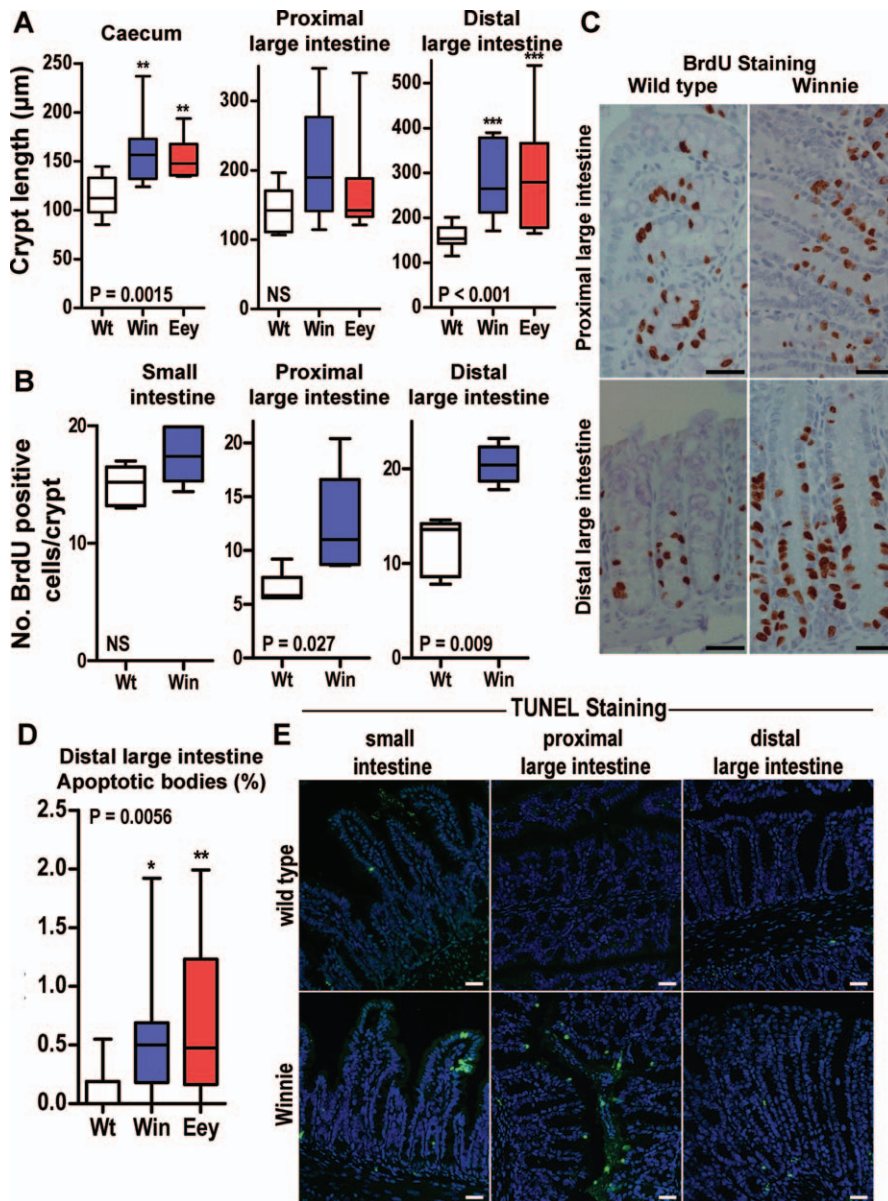 A
Caecum
Proximal
large intestine
Distal
large intestine
Crypt length (µm)
250
200
150
100
50
0
**
**
P = 0.0015
Wt Win Eey
300
200
100
0
NS
Wt Win Eey
500
400
300
200
100
0
***
***
P < 0.001
Wt Win Eey
B
Small
intestine
Proximal
large intestine
Distal
large intestine
No. BrdU positive
cells/crypt
20
10
0
NS
Wt Win
20
15
10
5
0
P = 0.027
Wt Win
20
10
0
P = 0.009
Wt Win
C
BrdU Staining
Wild type
Winnie
Proximal large intestine
Distal large intestine
D
Distal large intestine
Apoptotic bodies (%)
2.5
2.0
1.5
1.0
0.5
0.0
P = 0.0056
*
**
Wt Win Eey
E
TUNEL Staining
small
intestine
proximal
large intestine
distal
large intestine
wild type
Winnie